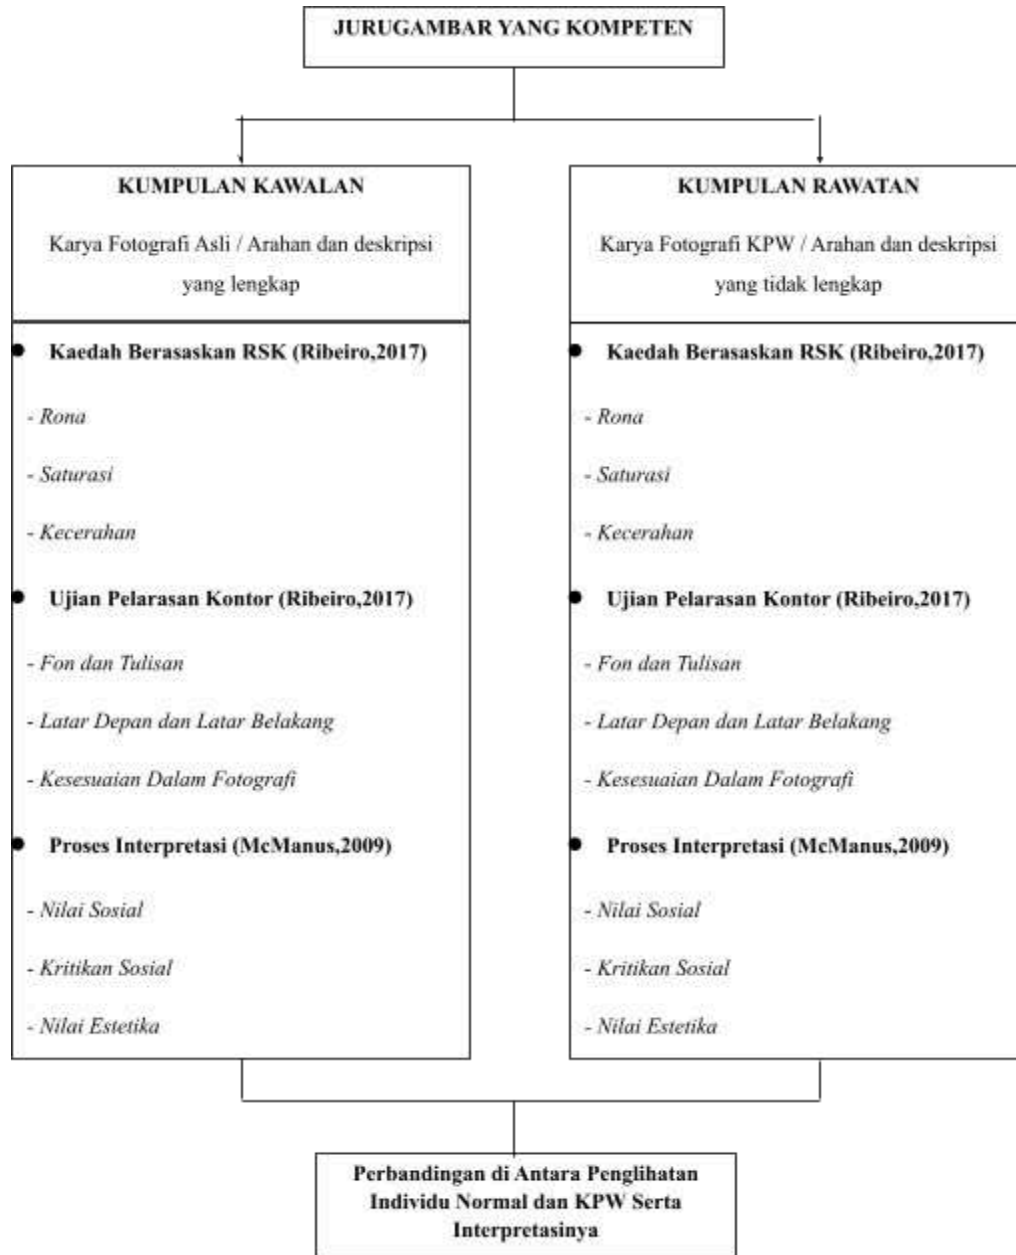 JURUGAMBAR YANG KOMPETEN
KUMPULAN KAWALAN
Karya Fotografi Asli / Arahan dan deskripsi
yang lengkap
● Kaedah Berasaskan RSK (Ribeiro,2017)
- Rona
- Saturasi
- Kecerahan
● Ujian Pelarasan Kontor (Ribeiro,2017)
- Fon dan Tulisan
- Latar Depan dan Latar Belakang
- Kesesuaian Dalam Fotografi
● Proses Interpretasi (McManus,2009)
- Nilai Sosial
- Kritikan Sosial
- Nilai Estetika
KUMPULAN RAWATAN
Karya Fotografi KPW / Arahan dan deskripsi
yang tidak lengkap
● Kaedah Berasaskan RSK (Ribeiro,2017)
- Rona
- Saturasi
- Kecerahan
● Ujian Pelarasan Kontor (Ribeiro,2017)
- Fon dan Tulisan
- Latar Depan dan Latar Belakang
- Kesesuaian Dalam Fotografi
● Proses Interpretasi (McManus,2009)
- Nilai Sosial
- Kritikan Sosial
- Nilai Estetika
Perbandingan di Antara Penglihatan
Individu Normal dan KPW Serta
Interpretasinya